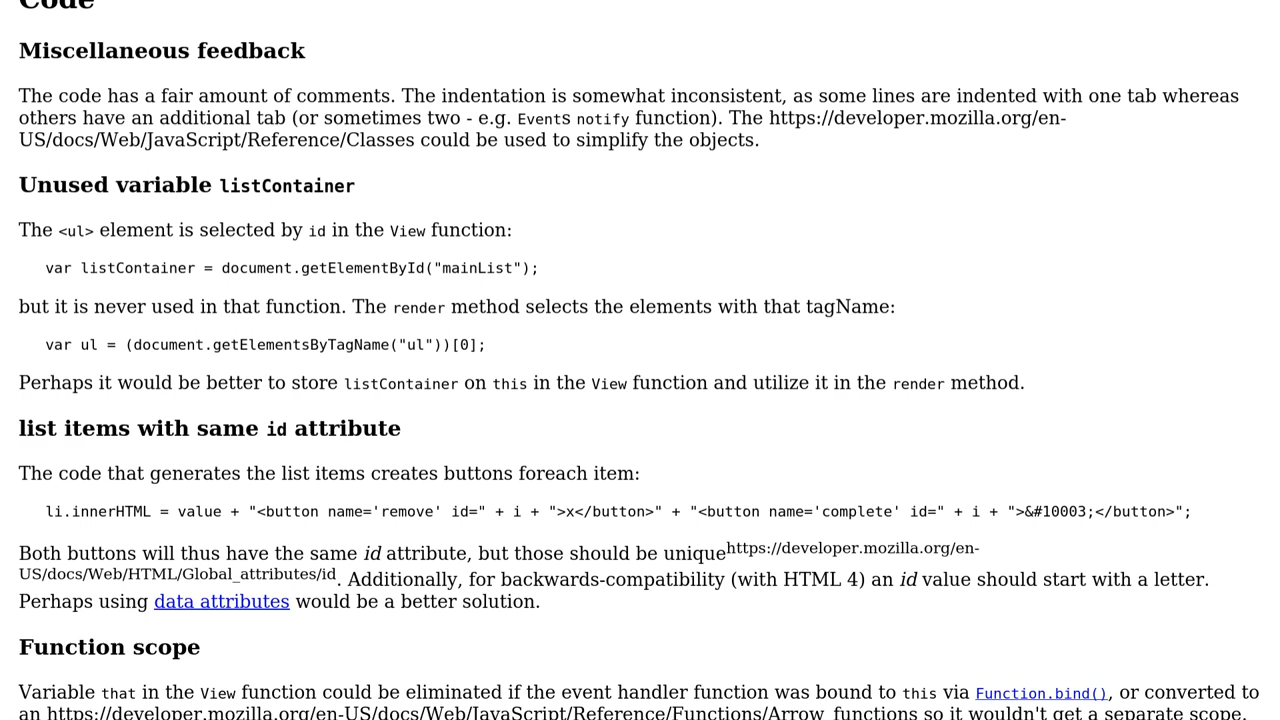 Code
Miscellaneous feedback
The code has a fair amount of comments. The indentation is somewhat inconsistent, as some lines are indented with one tab whereas
others have an additional tab (or sometimes two - e.g. Events notify function). The https://developer.mozilla.org/en-
US/docs/Web/JavaScript/Reference/Classes could be used to simplify the objects.
Unused variable listContainer
The <ul> element is selected by id in the View function:
var listContainer = document.getElementById("mainList");
but it is never used in that function. The render method selects the elements with that tagName:
var ul = (document.getElementsByTagName("ul"))[0];
Perhaps it would be better to store listContainer on this in the View function and utilize it in the render method.
list items with same id attribute
The code that generates the list items creates buttons foreach item:
li.innerHTML = value + "<button name='remove' id=" + i + ">x</button>" + "<button name='complete' id=" + i + ">&#10003;</button>";
Both buttons will thus have the same id attribute, but those should be unique https://developer.mozilla.org/en-
US/docs/Web/HTML/Global_attributes/id. Additionally, for backwards-compatibility (with HTML 4) an id value should start with a letter.
Perhaps using data attributes would be a better solution.
Function scope
Variable that in the View function could be eliminated if the event handler function was bound to this via Function.bind(), or converted to
an https://developer.mozilla.org/en-US/docs/Web/JavaScript/Reference/Functions/Arrow_functions so it wouldn't get a separate scope.